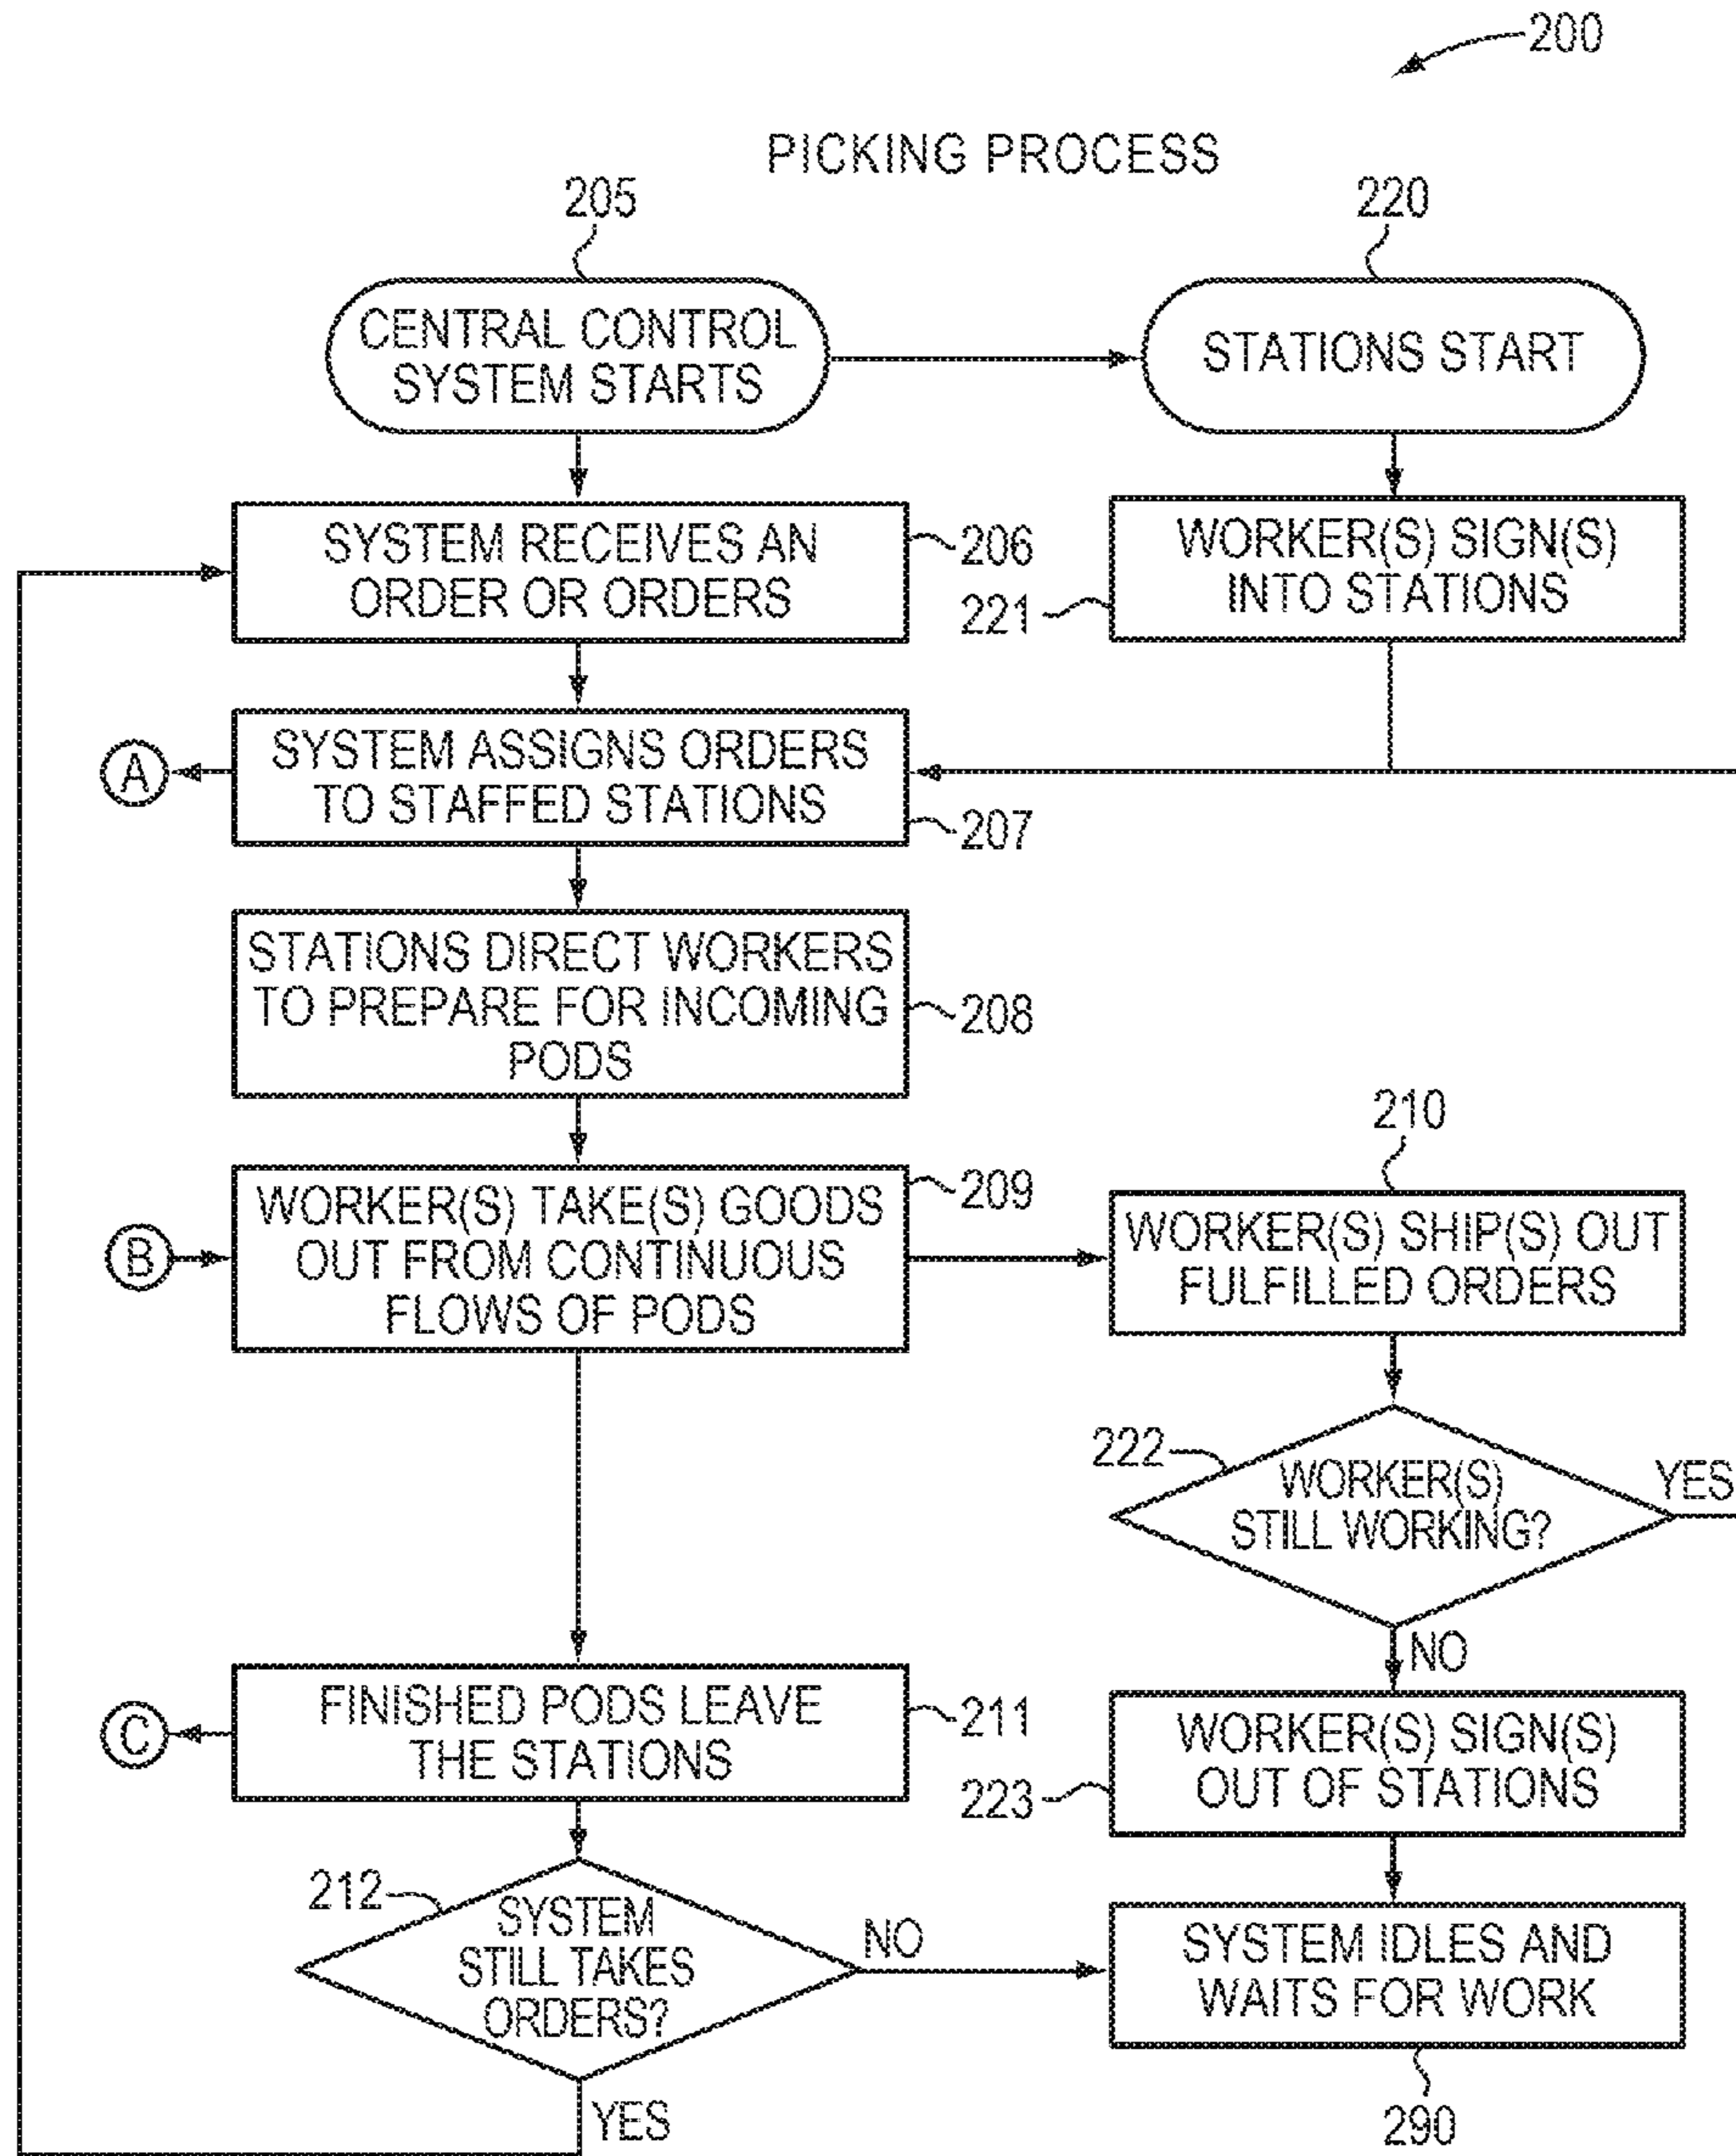 200
PICKING PROCESS
205
220
CENTRAL CONTROL
SYSTEM STARTS
STATIONS START
SYSTEM RECEIVES AN
ORDER OR ORDERS
206
WORKER(S) SIGN(S)
INTO STATIONS
221
A
SYSTEM ASSIGNS ORDERS
TO STAFFED STATIONS
207
STATIONS DIRECT WORKERS
TO PREPARE FOR INCOMING
PODS
208
B
WORKER(S) TAKE(S) GOODS
OUT FROM CONTINUOUS
FLOWS OF PODS
209
210
WORKER(S) SHIP(S) OUT
FULFILLED ORDERS
222
WORKER(S)
STILL WORKING?
YES
NO
C
FINISHED PODS LEAVE
THE STATIONS
211
WORKER(S) SIGN(S)
OUT OF STATIONS
223
212
SYSTEM
STILL TAKES
ORDERS?
NO
YES
SYSTEM IDLES AND
WAITS FOR WORK
290